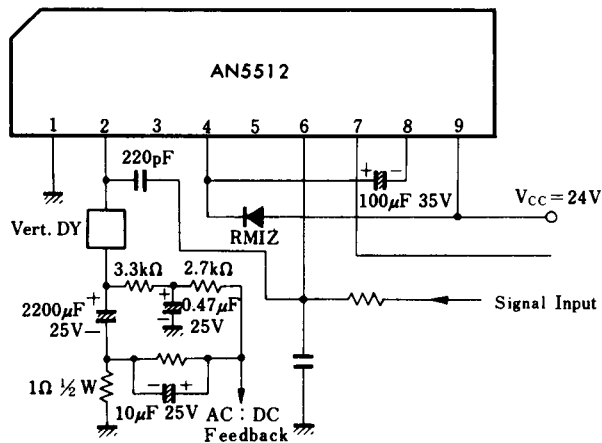 AN5512
1 2 3 4 5 6 7 8 9
220pF
+ -
100μF 35V
VCC = 24V
Vert. DY
RMIZ
3.3kΩ 2.7kΩ
2200μF
25V
+
-
+
-
0.47μF
25V
Signal Input
1Ω ½ W
- +
10μF 25V
AC : DC
Feedback